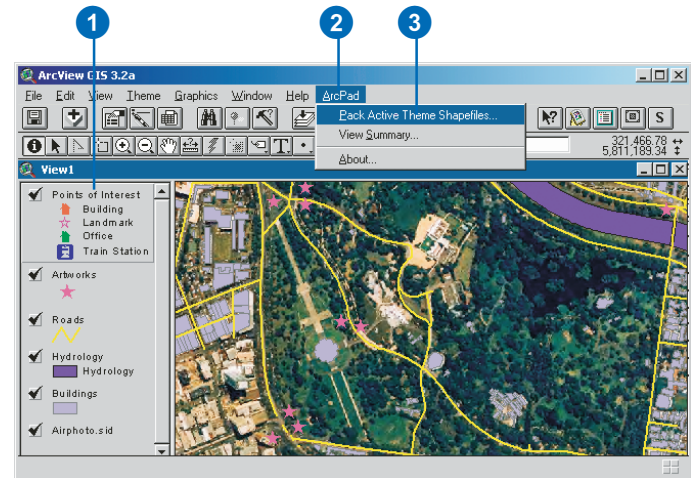 1 2 3
ArcView GIS 3.2a
File Edit View Theme Graphics Window Help ArcPad
Pack Active Theme Shapefiles...
View Summary...
About...
S
T
321,466.78
5,811,189.34
View1
Points of Interest
Building
Landmark
Office
Train Station
Artworks
Roads
Hydrology
Hydrology
Buildings
Airphoto.sid